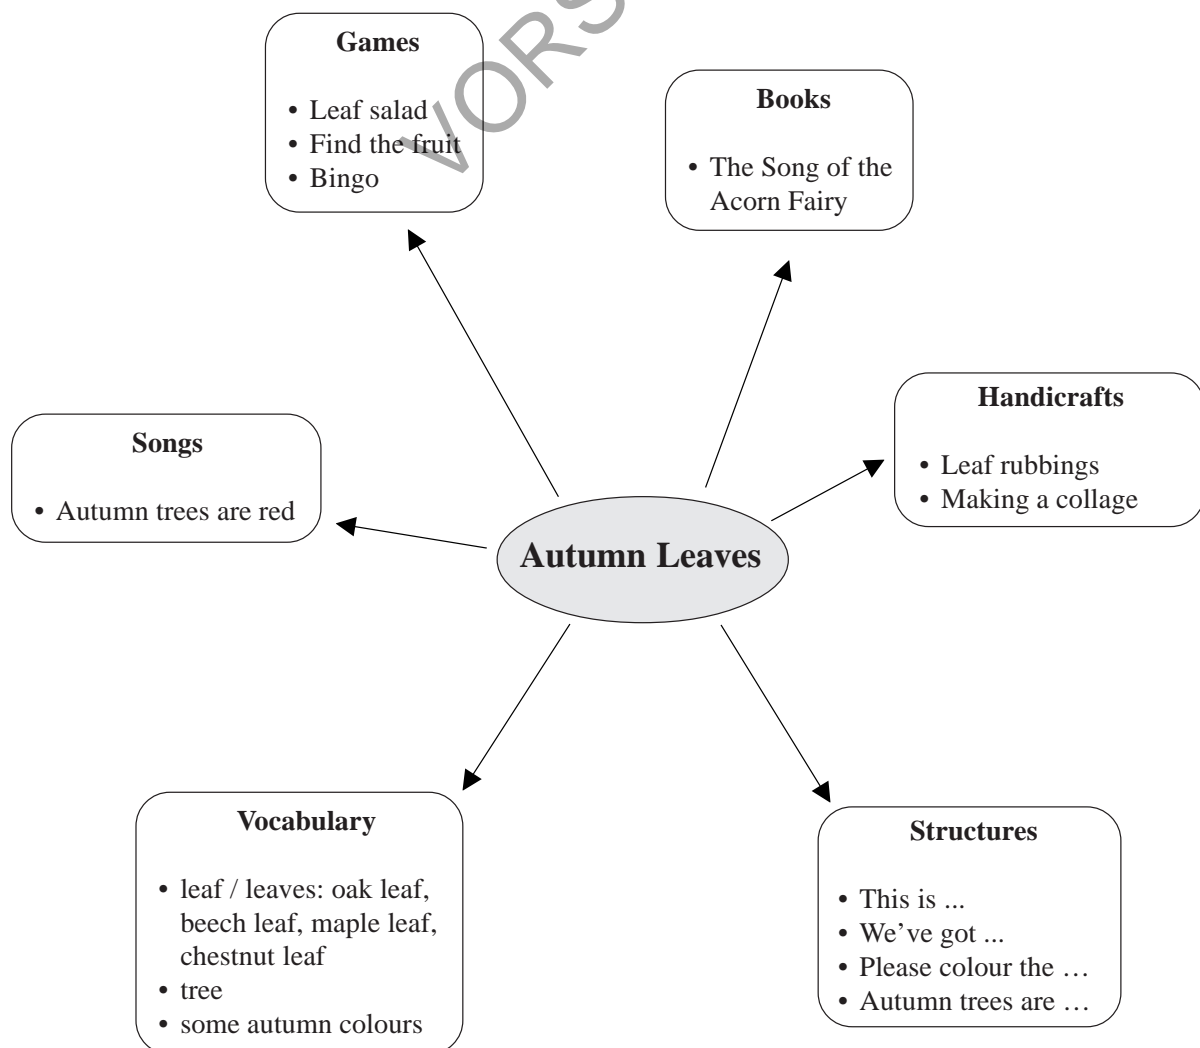 Games
• Leaf salad
• Find the fruit
• Bingo
VORS
Books
• The Song of the
Acorn Fairy
Handicrafts
• Leaf rubbings
• Making a collage
Songs
• Autumn trees are red
Autumn Leaves
Vocabulary
• leaf / leaves: oak leaf,
beech leaf, maple leaf,
chestnut leaf
• tree
• some autumn colours
Structures
• This is ...
• We’ve got ...
• Please colour the …
• Autumn trees are …